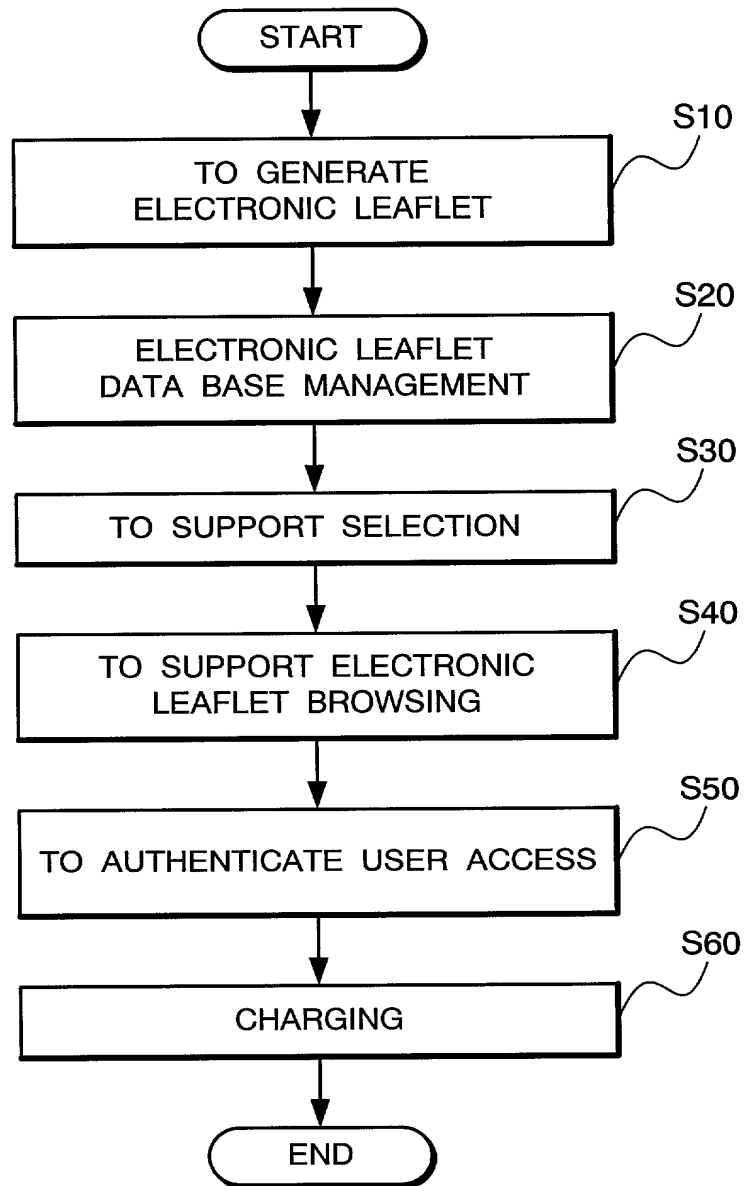 START
S10
TO GENERATE
ELECTRONIC LEAFLET
S20
ELECTRONIC LEAFLET
DATA BASE MANAGEMENT
S30
TO SUPPORT SELECTION
S40
TO SUPPORT ELECTRONIC
LEAFLET BROWSING
S50
TO AUTHENTICATE USER ACCESS
S60
CHARGING
END